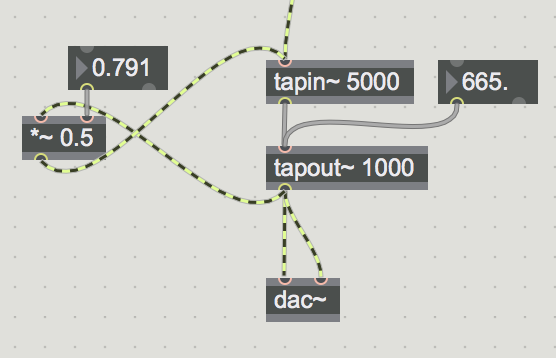 0.791
tapin~ 5000
665.
*~ 0.5
tapout~ 1000
dac~